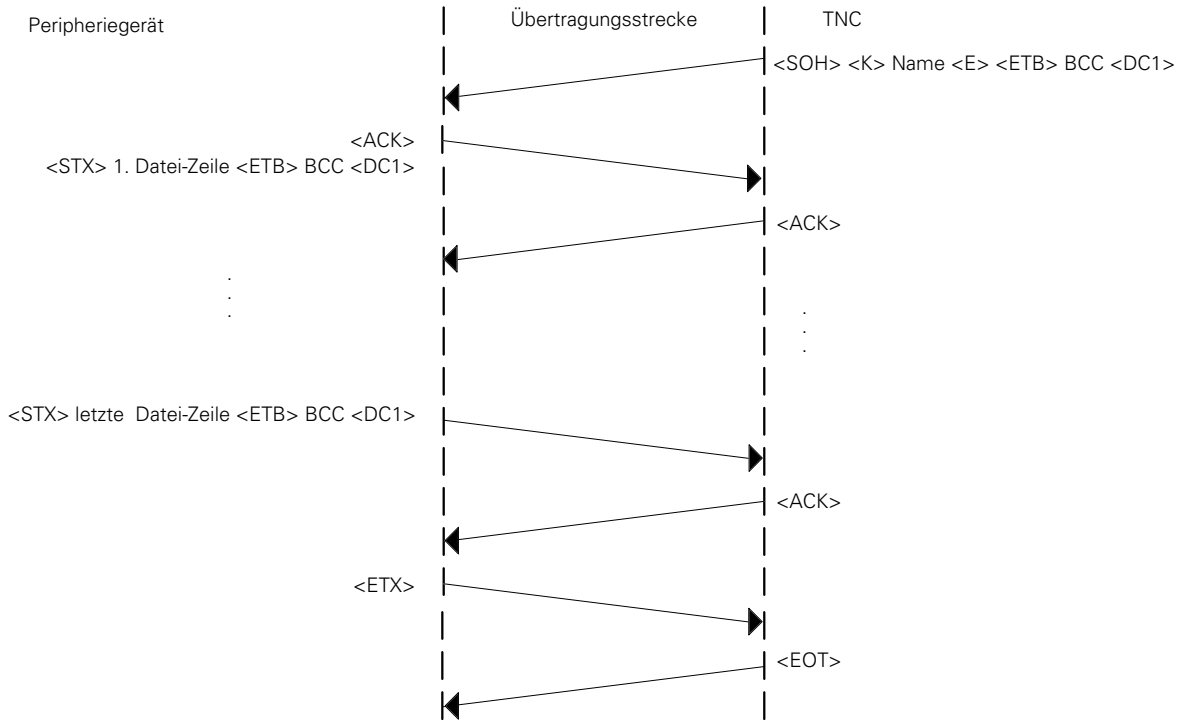 Peripheriegerät
Übertragungsstrecke
TNC
<SOH> <K> Name <E> <ETB> BCC <DC1>
<ACK>
<STX> 1. Datei-Zeile <ETB> BCC <DC1>
<ACK>
.
.
.
.
.
.
<STX> letzte Datei-Zeile <ETB> BCC <DC1>
<ACK>
<ETX>
<EOT>